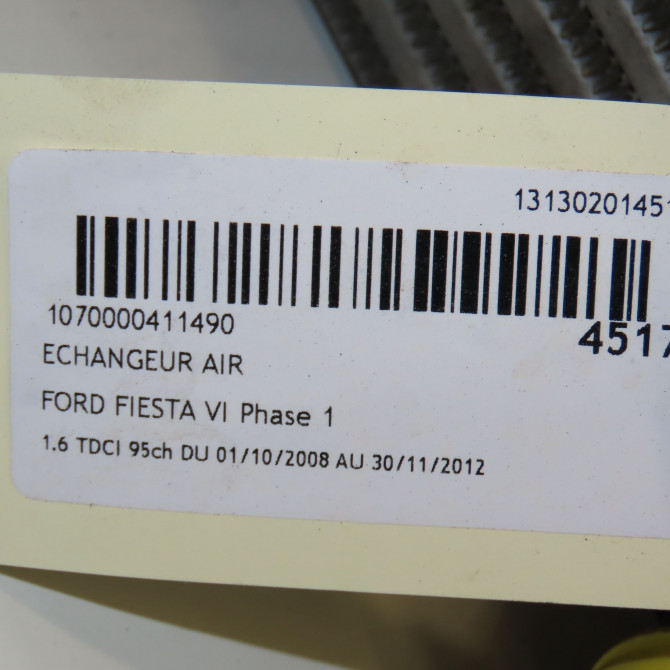 13130201451
1070000411490
4517
ECHANGEUR AIR
FORD FIESTA VI Phase 1
1.6 TDCI 95ch DU 01/10/2008 AU 30/11/2012